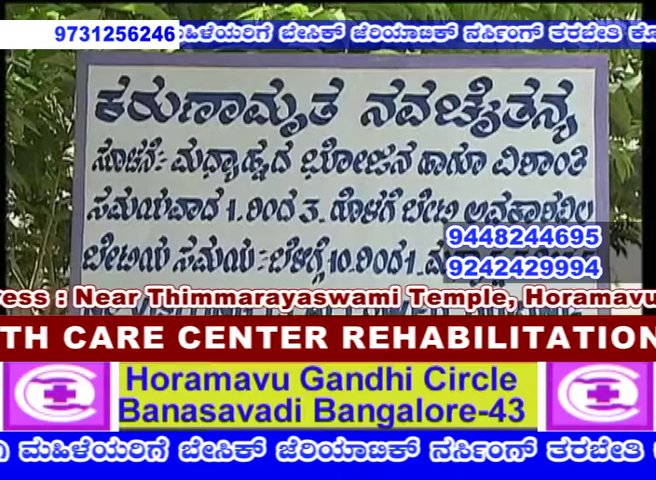 9731256246 ಮಹಿಳೆಯರಿಗೆ ಬೇಸಿಕ್ ಜೆರಿಯಾಟಿಕ್ ನರ್ಸಿಂಗ್ ತರಬೇತಿ
ಕರುಣಾಮೃತ ನವಚೈತನ್ಯ
ಸೂಚನೆ:- ಮಧ್ಯಾಹ್ನದ ಭೋಜನ ಹಾಗೂ ವಿಶಾಂತಿ
ಸಮಯವಾದ 1. ರಿಂದ 3. ಗೊಳಗೆ ಬೇಟಿ ಅವಕಾಶವಿಲ್ಲ
9448244695
ಬೇಟಿಯ ಸಮಯ:- ಬೆಳಿಗ್ಗೆ 10. ರಿಂದ 1.
9242429994
ress : Near Thimmarayaswami Temple, Horamavu
TH CARE CENTER REHABILITATION
Horamavu Gandhi Circle
Banasavadi Bangalore-43
ಮಹಿಳೆಯರಿಗೆ ಬೇಸಿಕ್ ಜೆರಿಯಾಟಿಕ್ ನರ್ಸಿಂಗ್ ತರಬೇತಿ